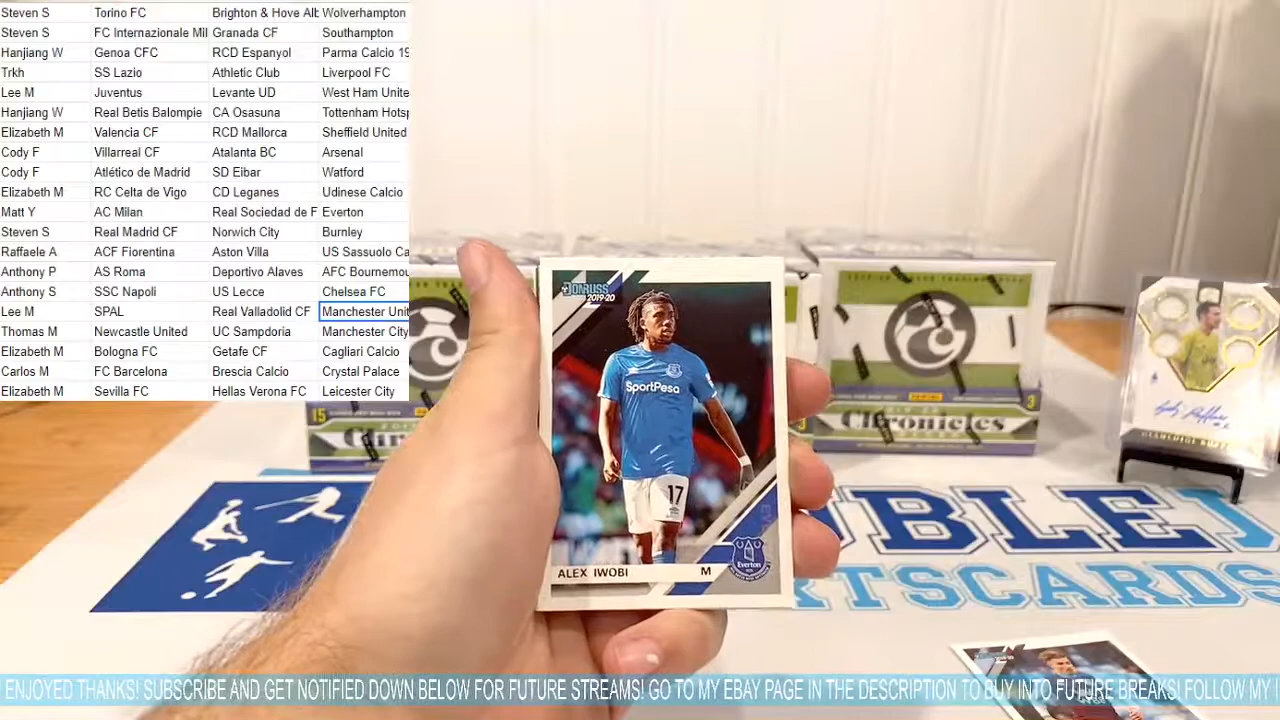 Steven S Torino FC Brighton & Hove Alb Wolverhampton
Steven S FC Internazionale Mil Granada CF Southampton
Hanjiang W Genoa CFC RCD Espanyol Parma Calcio 19
Trkh SS Lazio Athletic Club Liverpool FC
Lee M Juventus Levante UD West Ham Unite
Hanjiang W Real Betis Balompie CA Osasuna Tottenham Hotsp
Elizabeth M Valencia CF RCD Mallorca Sheffield United
Cody F Villarreal CF Atalanta BC Arsenal
Cody F Atlético de Madrid SD Eibar Watford
Elizabeth M RC Celta de Vigo CD Leganes Udinese Calcio
Matt Y AC Milan Real Sociedad de F Everton
Steven S Real Madrid CF Norwich City Burnley
Raffaele A ACF Fiorentina Aston Villa US Sassuolo Ca
Anthony P AS Roma Deportivo Alaves AFC Bournemou
Anthony S SSC Napoli US Lecce Chelsea FC
Lee M SPAL Real Valladolid CF Manchester Unit
Thomas M Newcastle United UC Sampdoria Manchester City
Elizabeth M Bologna FC Getafe CF Cagliari Calcio
Carlos M FC Barcelona Brescia Calcio Crystal Palace
Elizabeth M Sevilla FC Hellas Verona FC Leicester City
DONRUSS
2019-20
SportPesa
17
Everton
ALEX IWOBI M
15
Chronicles
3
UBLEJ
RTSCARDS
ENJOYED THANKS! SUBSCRIBE AND GET NOTIFIED DOWN BELOW FOR FUTURE STREAMS! GO TO MY EBAY PAGE IN THE DESCRIPTION TO BUY INTO FUTURE BREAKS! FOLLOW MY I